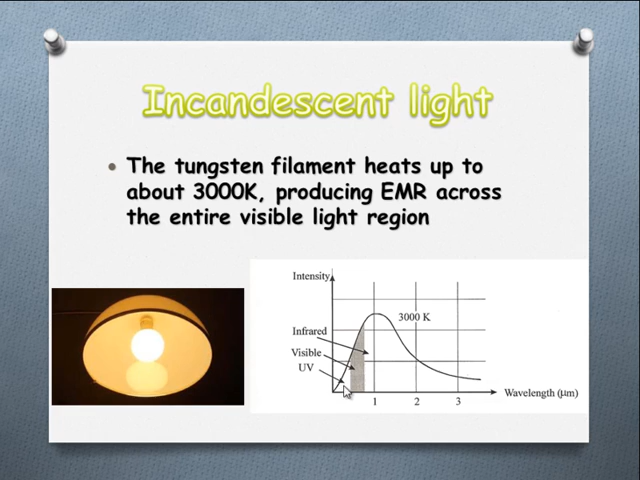 Incandescent light
• The tungsten filament heats up to
about 3000K, producing EMR across
the entire visible light region
Intensity
3000 K
Infrared
Visible
UV
Wavelength (μm)
1 2 3